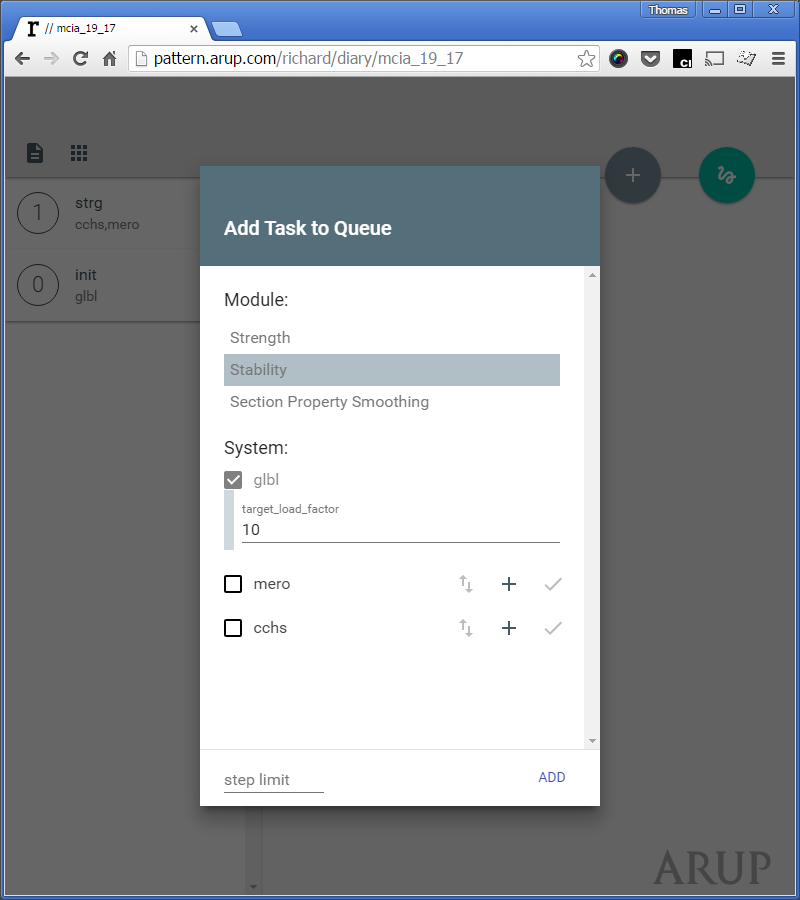 Thomas
// mcia_19_17
pattern.arup.com/richard/diary/mcia_19_17
1
strg
cchs,mero
0
init
glbl
Add Task to Queue
Module:
Strength
Stability
Section Property Smoothing
System:
glbl
target_load_factor
10
mero
cchs
step limit
ADD
ARUP